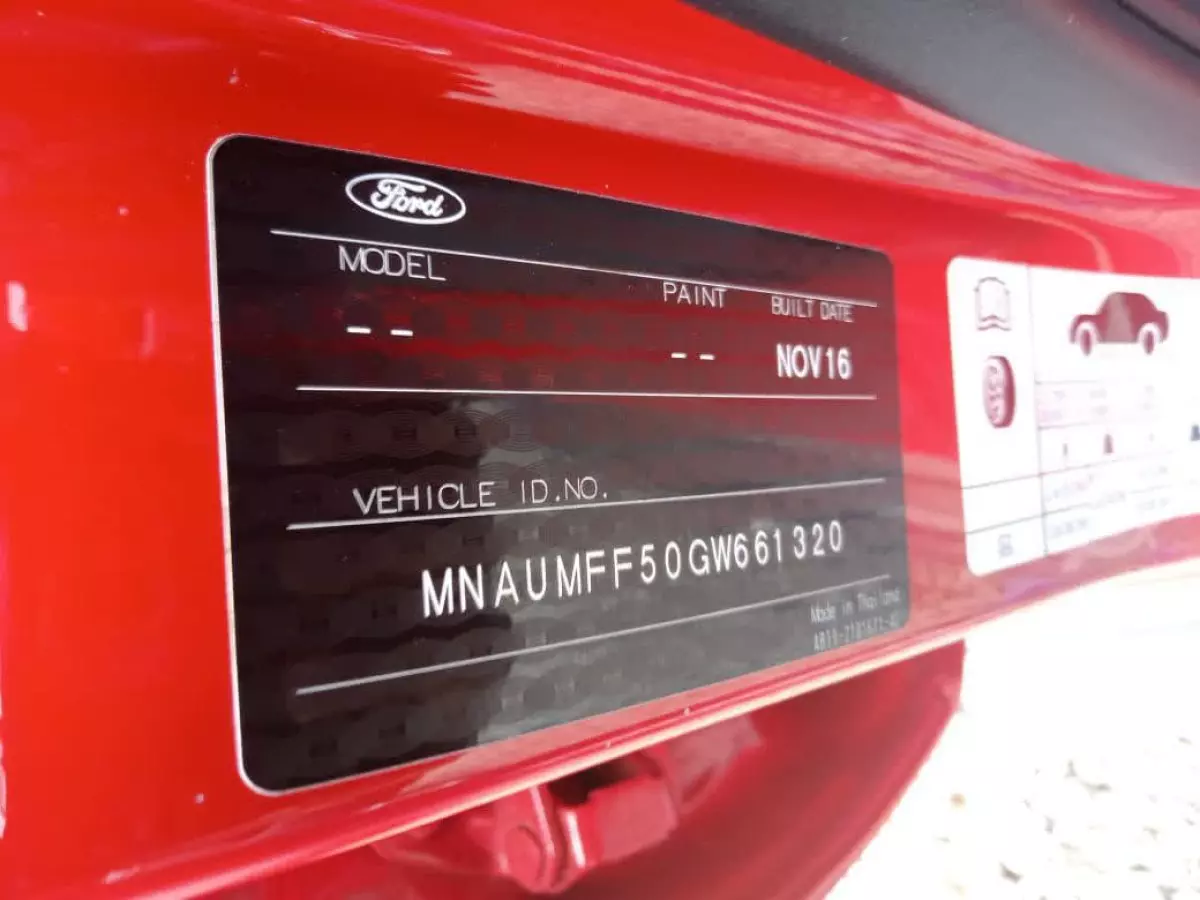 Ford
MODEL PAINT BUILT DATE
-- -- NOV16
VEHICLE ID.NO.
MNAUMFF50GW661320
Made in Thailand